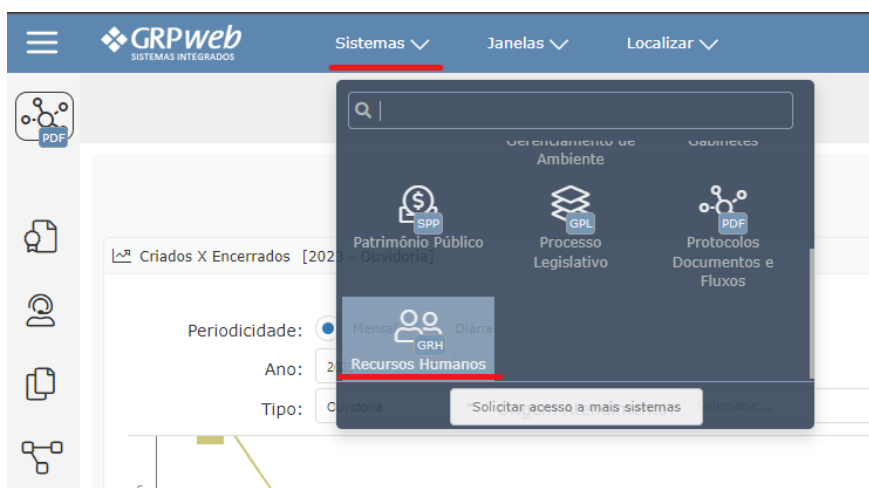 GRPweb
SISTEMAS INTEGRADOS
Sistemas
Janelas
Localizar
PDF
Gerenciamento de
Ambiente
Gabinetes
SPP
Patrimônio Público
GPL
Processo
Legislativo
PDF
Protocolos
Documentos e
Fluxos
Criados X Encerrados [2023 - Ouvidoria]
GRH
Recursos Humanos
Periodicidade:
Mensal
Diária
Ano:
Tipo:
Ouvidoria
Solicitar acesso a mais sistemas
Selecione...